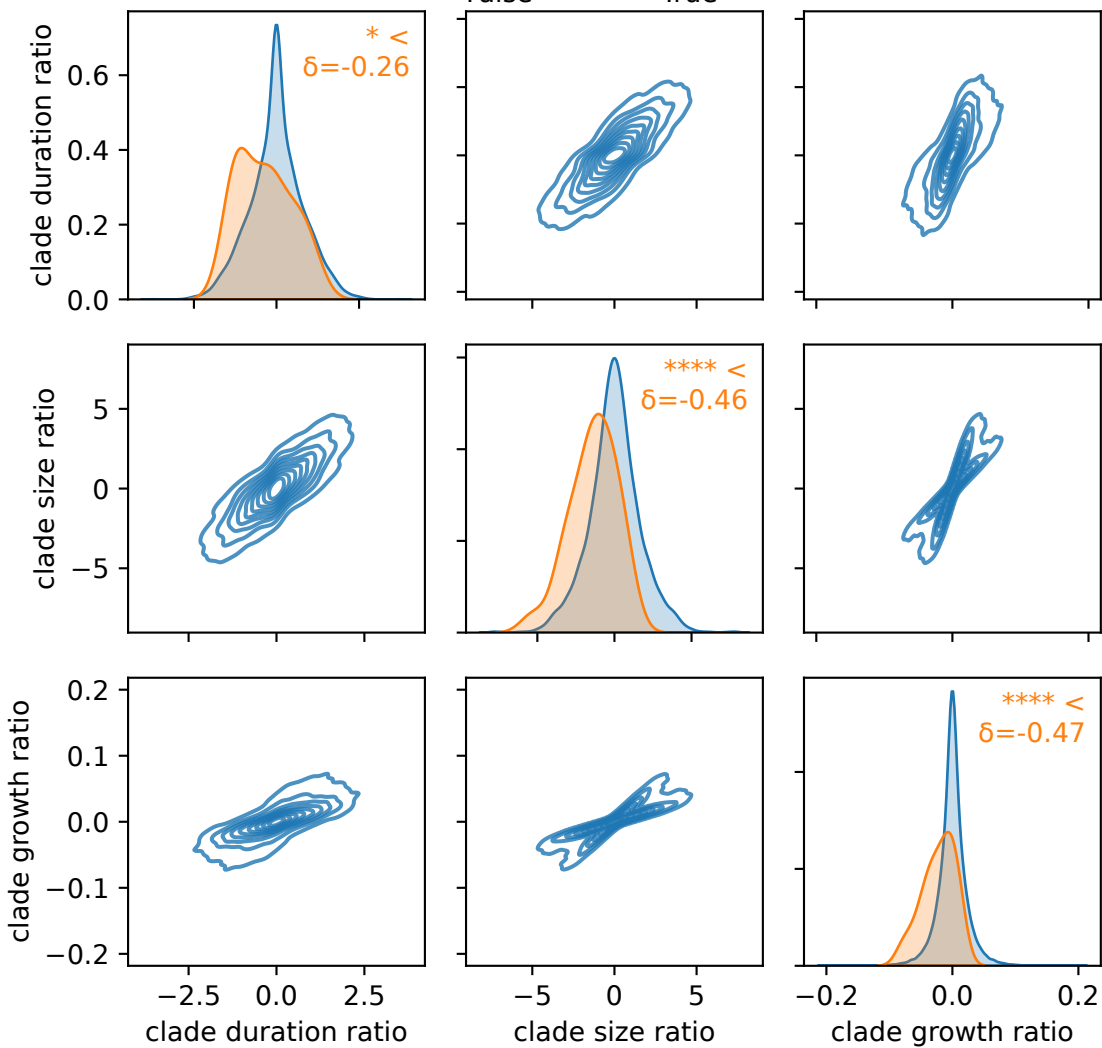 True
clade duration ratio
0.6
0.4
0.2
0.0
* <
δ=-0.26
clade size ratio
5
0
−5
**** <
δ=-0.46
clade growth ratio
0.2
0.1
0.0
−0.1
−0.2
**** <
δ=-0.47
−2.5 0.0 2.5
−5 0 5
−0.2 0.0 0.2
clade duration ratio
clade size ratio
clade growth ratio